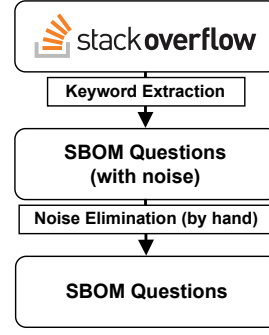 stackoverflow
Keyword Extraction
SBOM Questions
(with noise)
Noise Elimination (by hand)
SBOM Questions